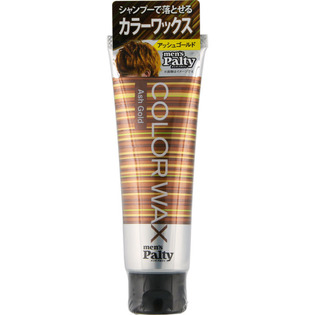 シャンプーで落とせる
カラーワックス
アッシュゴールド
men's
Palty
COLOR WAX
Ash Gold
men's
Palty